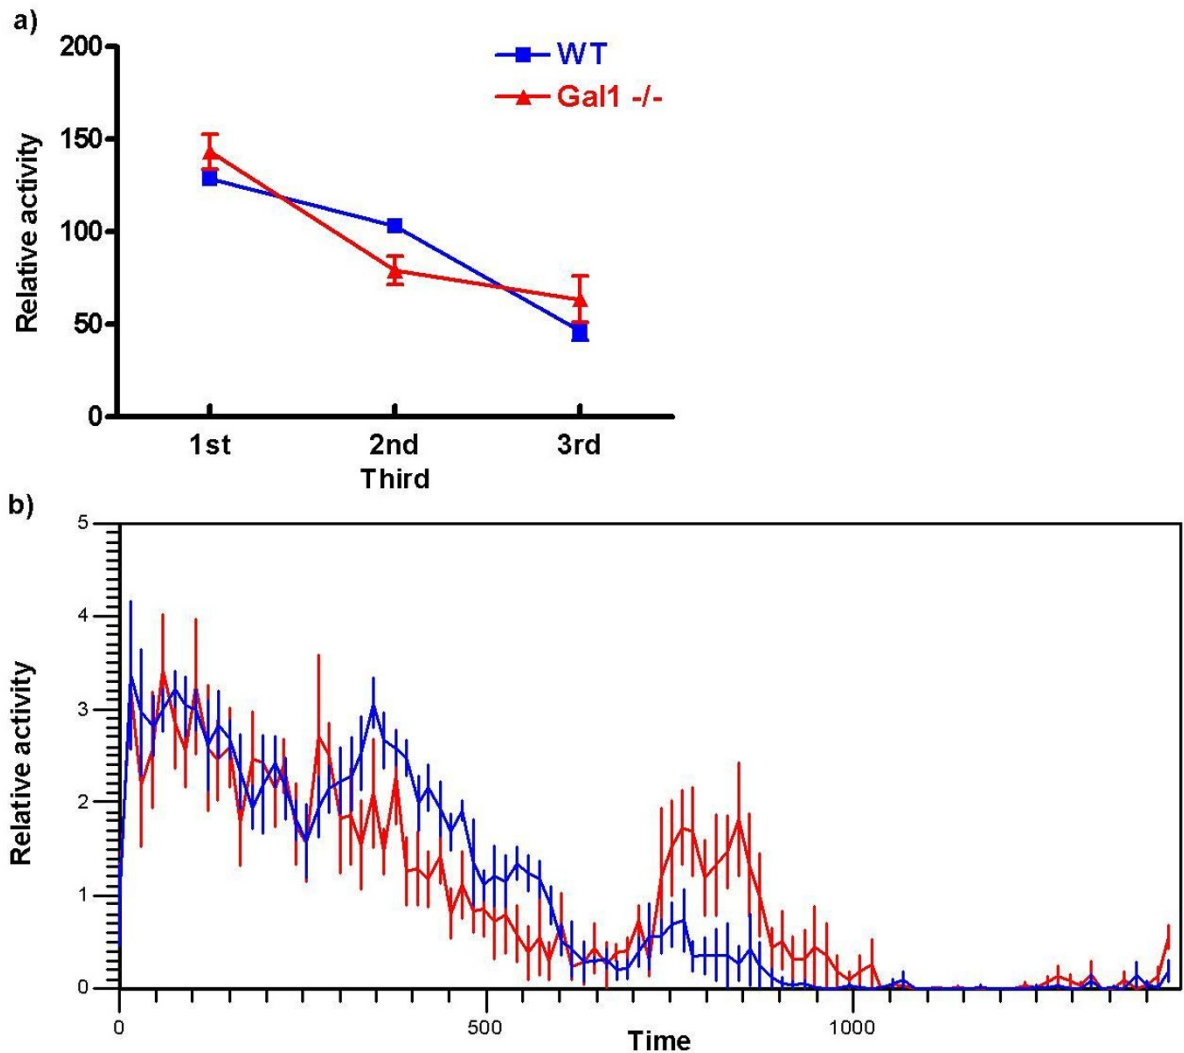 a)
200
WT
Gal1 -/-
150
100
50
0
Relative activity
1st 2nd 3rd
Third
b)
5
4
3
2
1
0
Relative activity
0 500 1000
Time